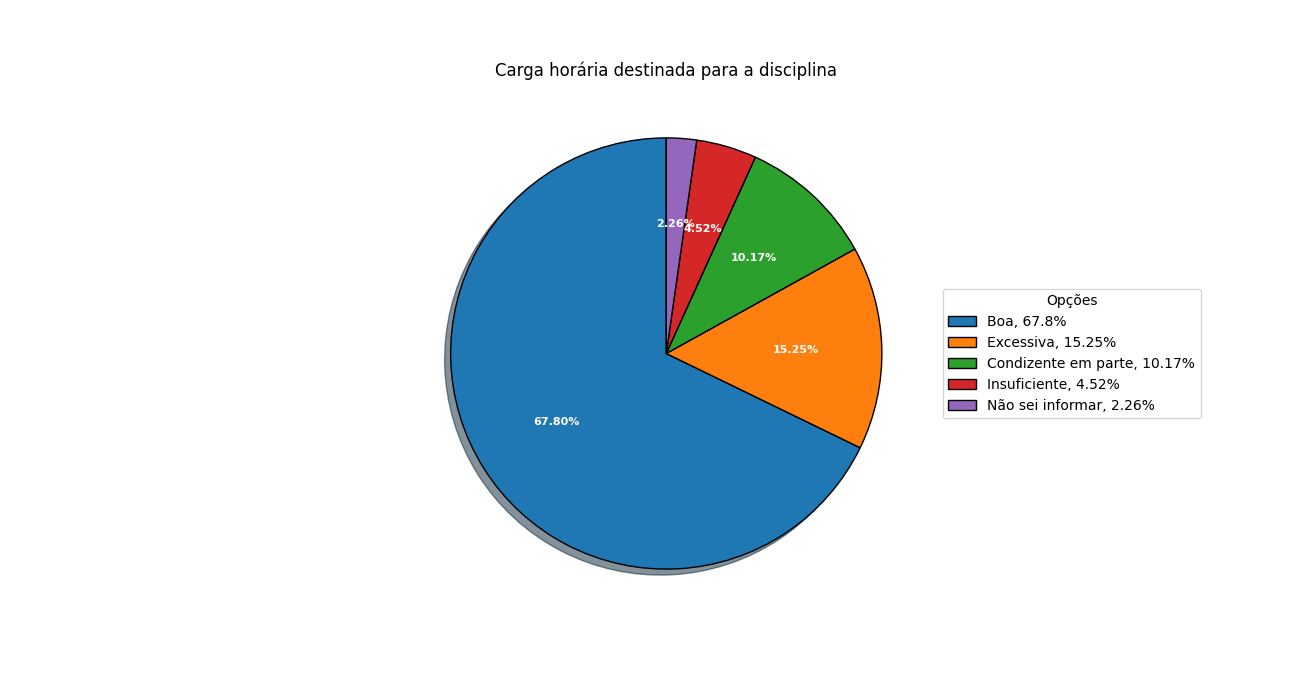 Carga horária destinada para a disciplina
2.26%
4.52%
10.17%
15.25%
67.80%
Opções
Boa, 67.8%
Excessiva, 15.25%
Condizente em parte, 10.17%
Insuficiente, 4.52%
Não sei informar, 2.26%